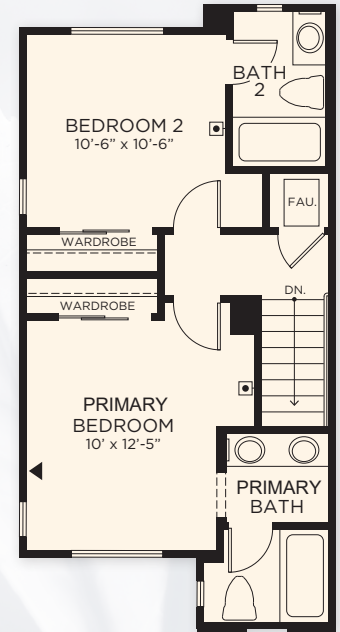 BATH
2
BEDROOM 2
10'-6" x 10'-6"
FAU.
WARDROBE
WARDROBE
DN.
PRIMARY
BEDROOM
10' x 12'-5"
PRIMARY
BATH